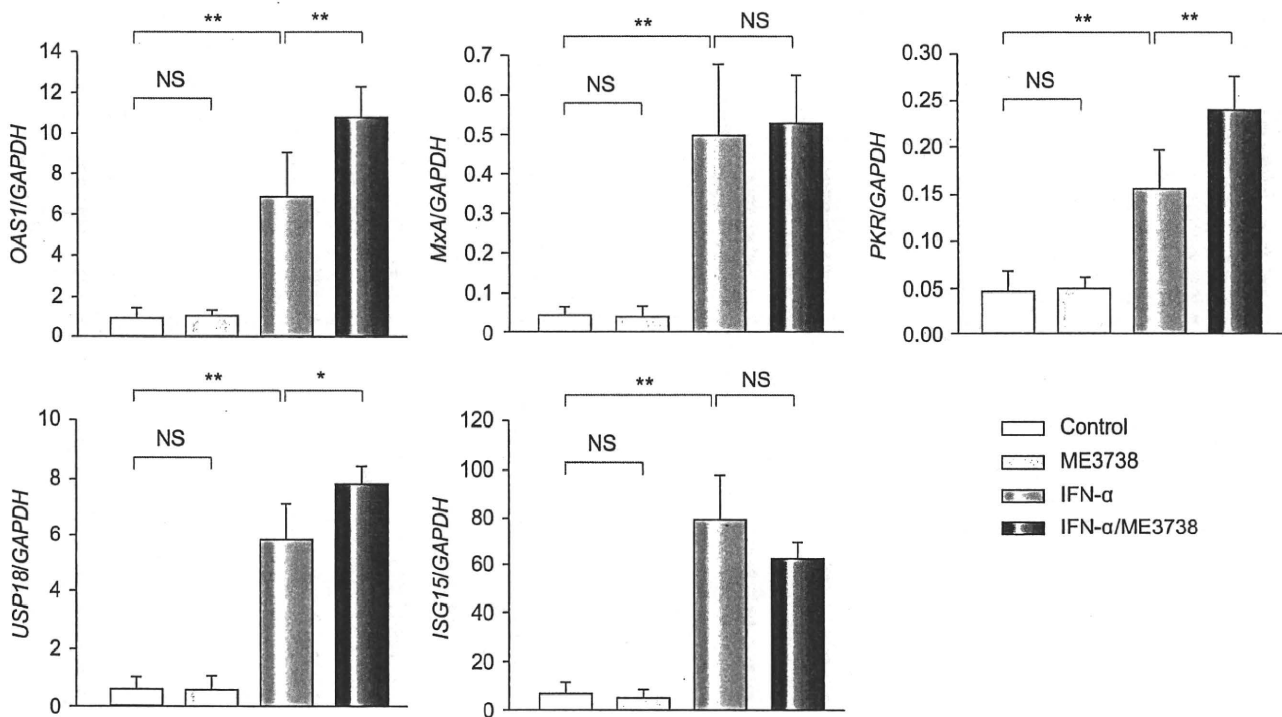 ** **
NS
OAS1/GAPDH
14
12
10
8
6
4
2
0
** NS
NS
MxA/GAPDH
0.7
0.6
0.5
0.4
0.3
0.2
0.1
0
** **
NS
PKR/GAPDH
0.30
0.25
0.20
0.15
0.10
0.05
0.00
** *
NS
USP18/GAPDH
10
8
6
4
2
0
** NS
NS
ISG15/GAPDH
120
100
80
60
40
20
0
Control
ME3738
IFN-α
IFN-α/ME3738